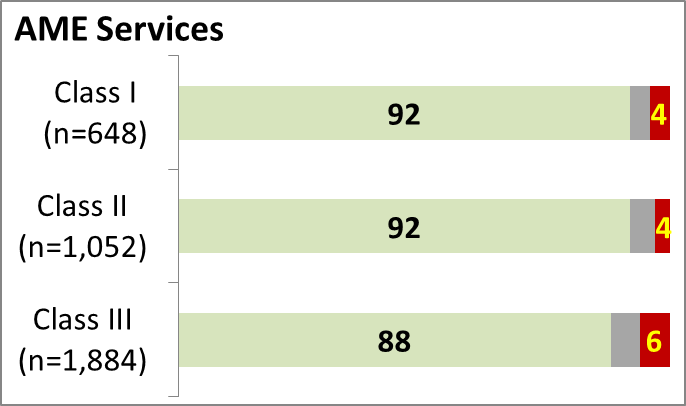 AME Services
Class I
(n=648)
92
4
Class II
(n=1,052)
92
4
Class III
(n=1,884)
88
6